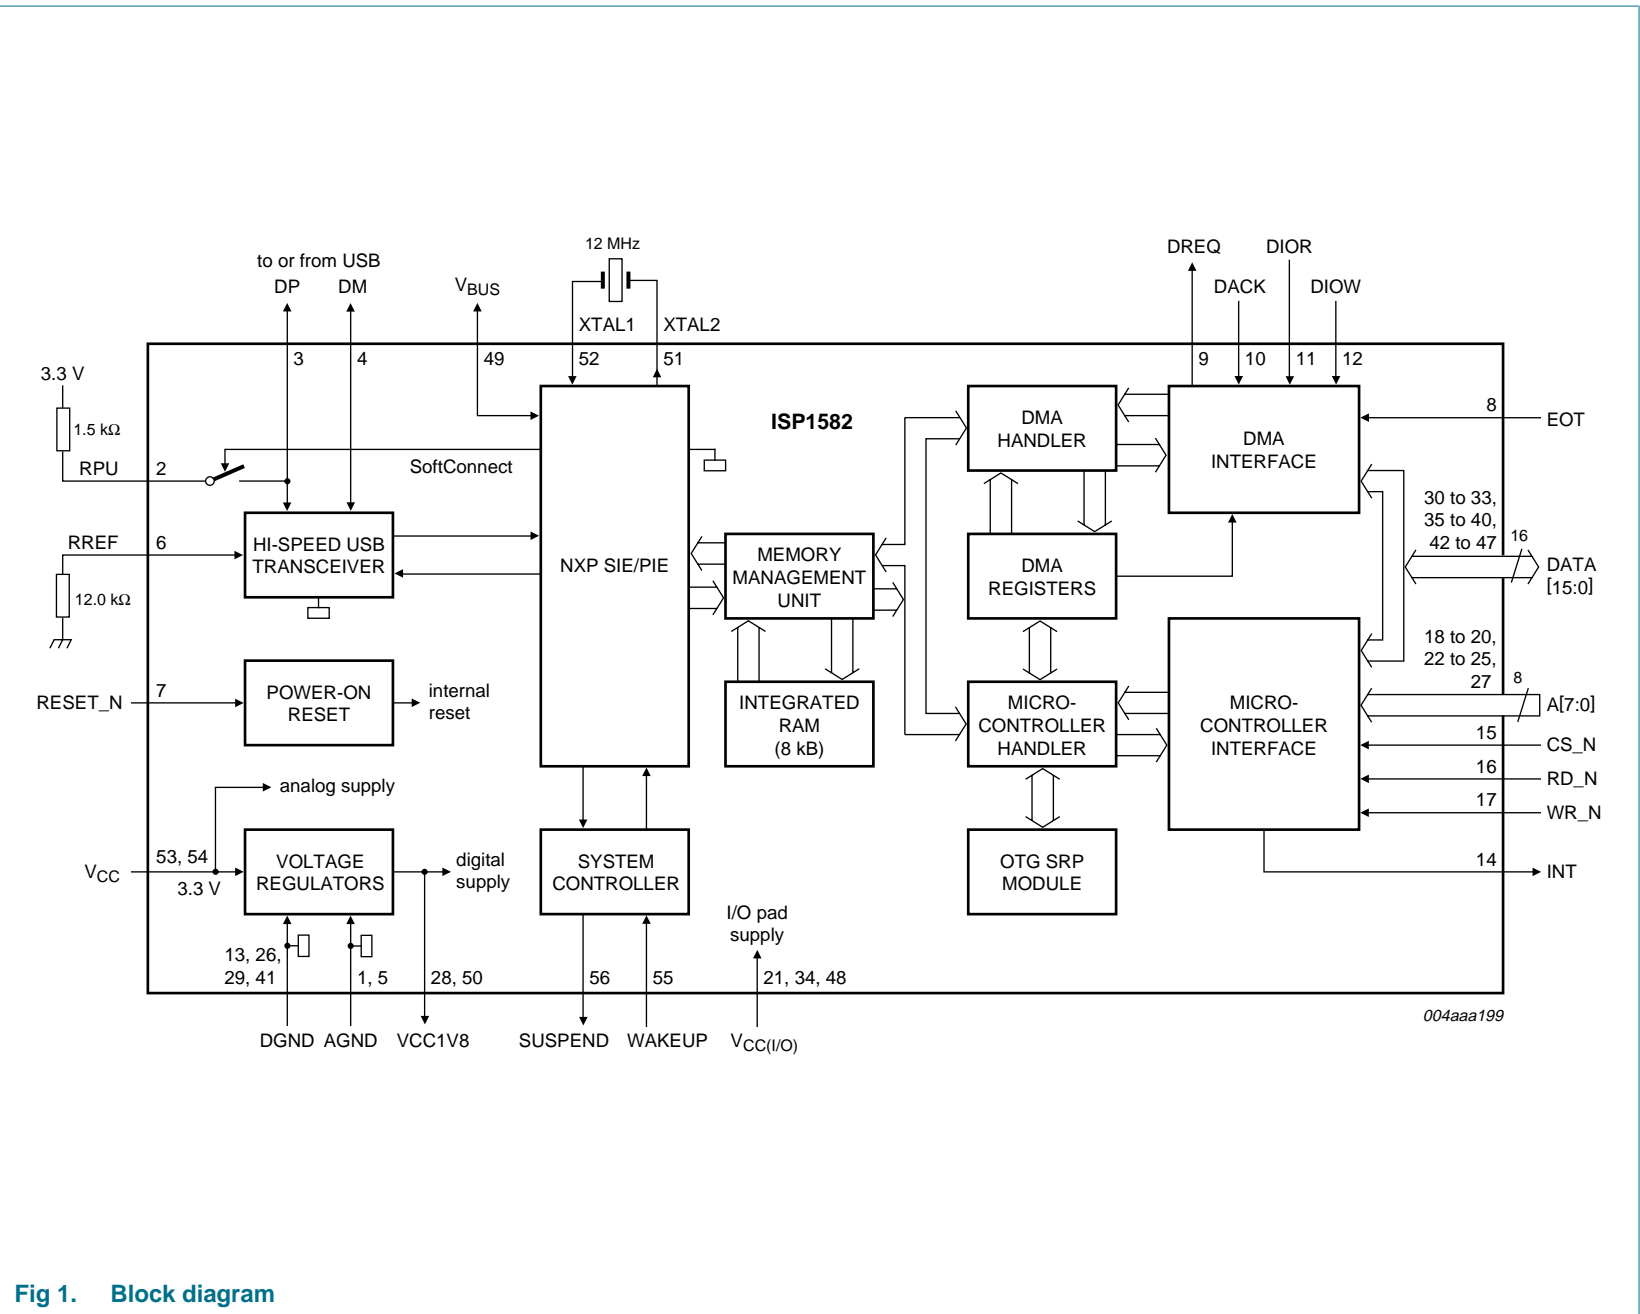 12 MHz
to or from USB
DP
DM
VBUS
XTAL1
XTAL2
DREQ
DIOR
DACK
DIOW
3
4
49
52
51
9
10
11
12
3.3 V
1.5 kΩ
RPU
2
SoftConnect
ISP1582
DMA
HANDLER
DMA
INTERFACE
8
EOT
30 to 33,
35 to 40,
42 to 47
16
DATA
[15:0]
RREF
6
12.0 kΩ
HI-SPEED USB
TRANSCEIVER
NXP SIE/PIE
MEMORY
MANAGEMENT
UNIT
DMA
REGISTERS
18 to 20,
22 to 25,
27
8
A[7:0]
RESET_N
7
POWER-ON
RESET
internal
reset
INTEGRATED
RAM
(8 kB)
MICRO-
CONTROLLER
HANDLER
MICRO-
CONTROLLER
INTERFACE
15
CS_N
16
RD_N
17
WR_N
analog supply
VCC
53, 54
3.3 V
VOLTAGE
REGULATORS
digital
supply
SYSTEM
CONTROLLER
OTG SRP
MODULE
14
INT
I/O pad
supply
13, 26,
29, 41
1, 5
28, 50
56
55
21, 34, 48
DGND
AGND
VCC1V8
SUSPEND
WAKEUP
VCC(I/O)
004aaa199
Fig 1. Block diagram